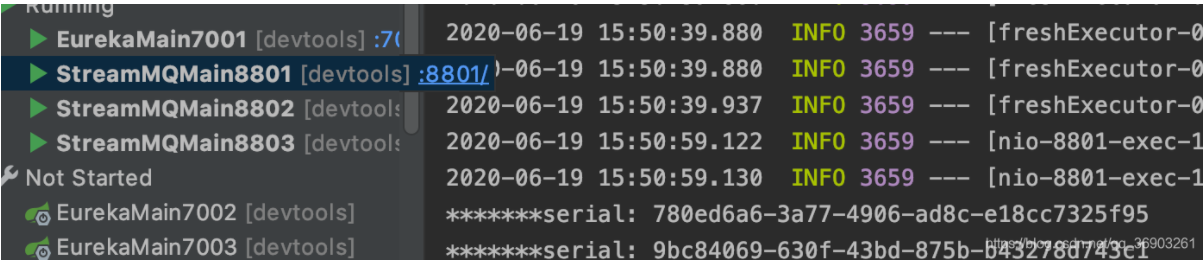 Running
EurekaMain7001 [devtools] :70
StreamMQMain8801 [devtools] :8801/
StreamMQMain8802 [devtools
StreamMQMain8803 [devtools
Not Started
EurekaMain7002 [devtools]
EurekaMain7003 [devtools]
2020-06-19 15:50:39.880 INFO 3659 --- [freshExecutor-0
)-06-19 15:50:39.880 INFO 3659 --- [freshExecutor-0
2020-06-19 15:50:39.937 INFO 3659 --- [freshExecutor-0
2020-06-19 15:50:59.122 INFO 3659 --- [nio-8801-exec-1
2020-06-19 15:50:59.130 INFO 3659 --- [nio-8801-exec-1
*******serial: 780ed6a6-3a77-4906-ad8c-e18cc7325f95
*******serial: 9bc84069-630f-43bd-875b-b43278d743c1
https://blog.csdn.net/qq_36903261